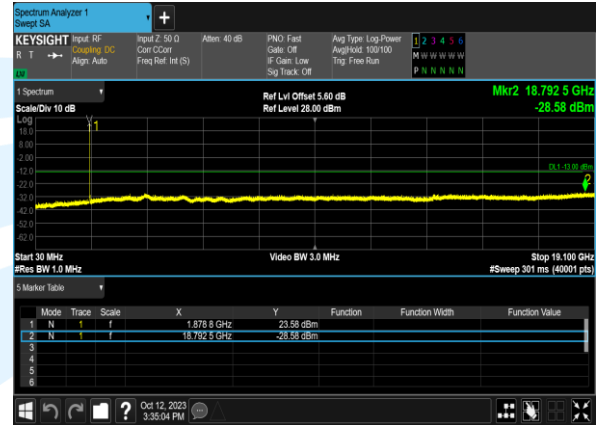 Spectrum Analyzer 1
Swept SA
+
KEYSIGHT Input: RF Input Z: 50 Ω Atten: 40 dB PNO: Fast Avg Type: Log-Power 1 2 3 4 5 6
R T Coupling: DC Corr CCorr Gate: Off Avg|Hold: 100/100 M W W W W W
Align: Auto Freq Ref: Int (S) IF Gain: Low Trig: Free Run P N N N N N
Sig Track: Off
LW
1 Spectrum Ref Lvl Offset 5.60 dB Mkr2 18.792 5 GHz
Scale/Div 10 dB Ref Level 28.00 dBm -28.58 dBm
Log
1
18.0
8.00
-2.00
-12.0
DL1 -13.00 dBm
-22.0
2
-32.0
-42.0
-52.0
-62.0
Start 30 MHz Video BW 3.0 MHz Stop 19.100 GHz
#Res BW 1.0 MHz #Sweep 301 ms (40001 pts)
5 Marker Table
Mode Trace Scale X Y Function Function Width Function Value
1 N 1 f 1.878 8 GHz 23.58 dBm
2 N 1 f 18.792 5 GHz -28.58 dBm
3
4
5
6
? Oct 12, 2023
3:35:04 PM